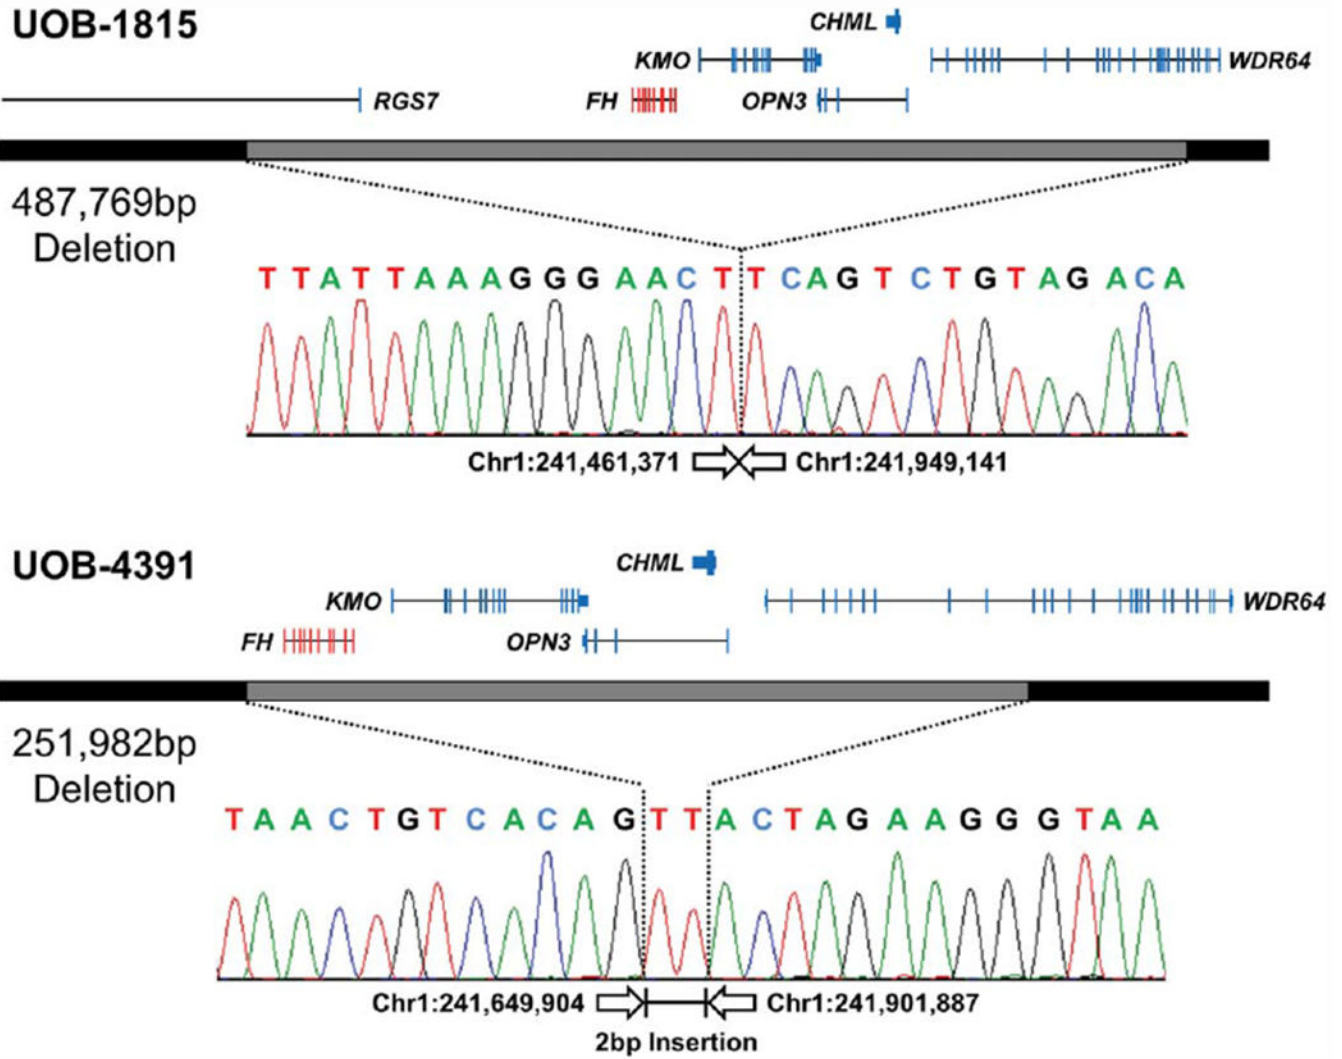 UOB-1815
CHML
KMO
WDR64
RGS7
FH
OPN3
487,769bp
Deletion
T T A T T A A A G G G A A C T T C A G T C T G T A G A C A
Chr1:241,461,371
Chr1:241,949,141
UOB-4391
CHML
KMO
WDR64
FH
OPN3
251,982bp
Deletion
T A A C T G T C A C A G T T A C T A G A A G G G T A A
Chr1:241,649,904
Chr1:241,901,887
2bp Insertion